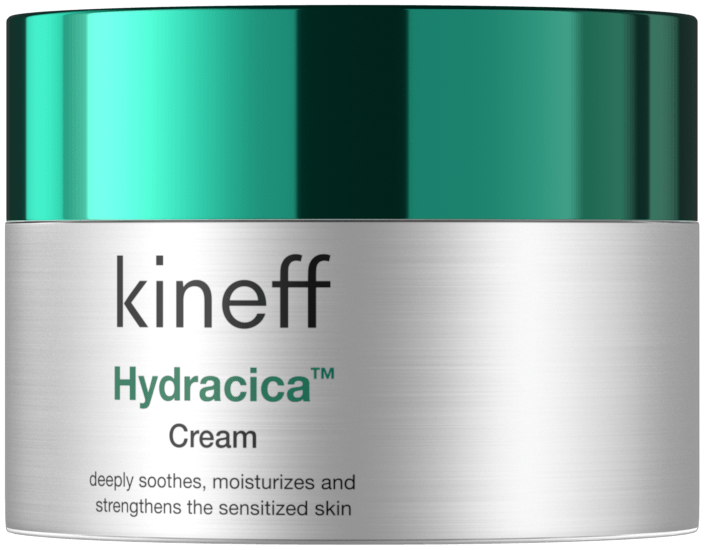 kineff
Hydracica™
Cream
deeply soothes, moisturizes and
strengthens the sensitized skin